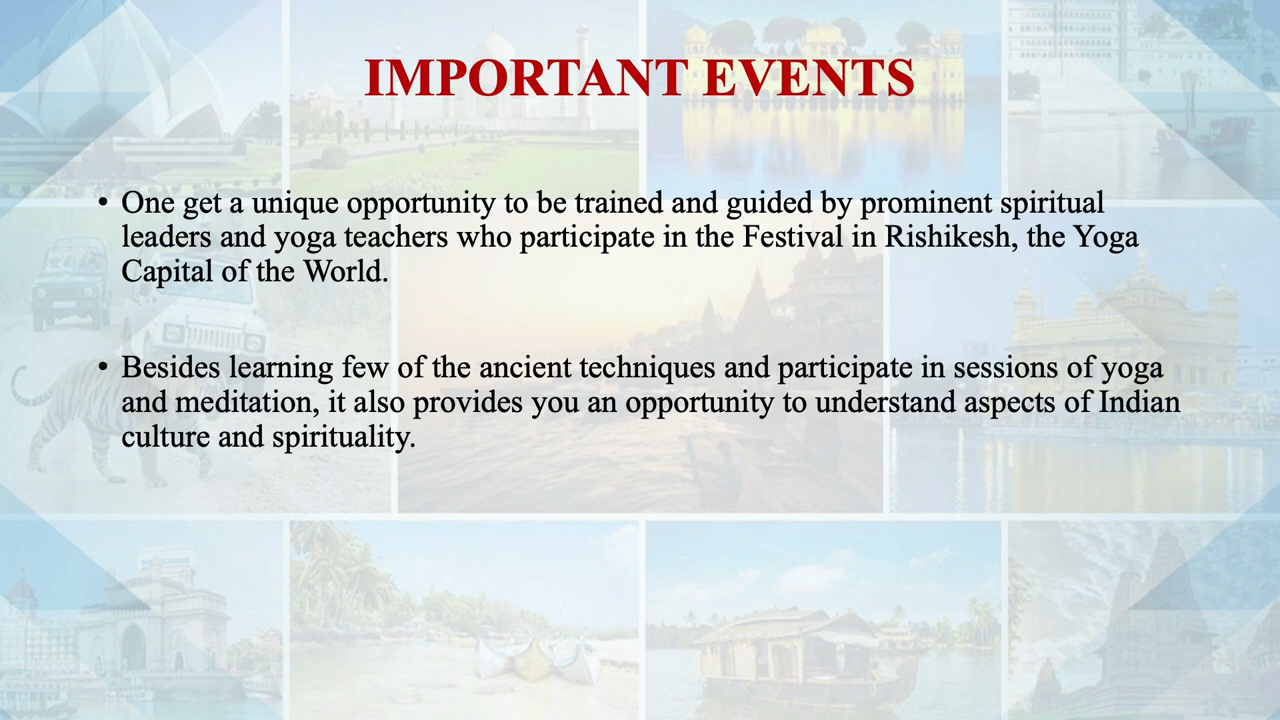 IMPORTANT EVENTS
• One get a unique opportunity to be trained and guided by prominent spiritual
leaders and yoga teachers who participate in the Festival in Rishikesh, the Yoga
Capital of the World.
• Besides learning few of the ancient techniques and participate in sessions of yoga
and meditation, it also provides you an opportunity to understand aspects of Indian
culture and spirituality.